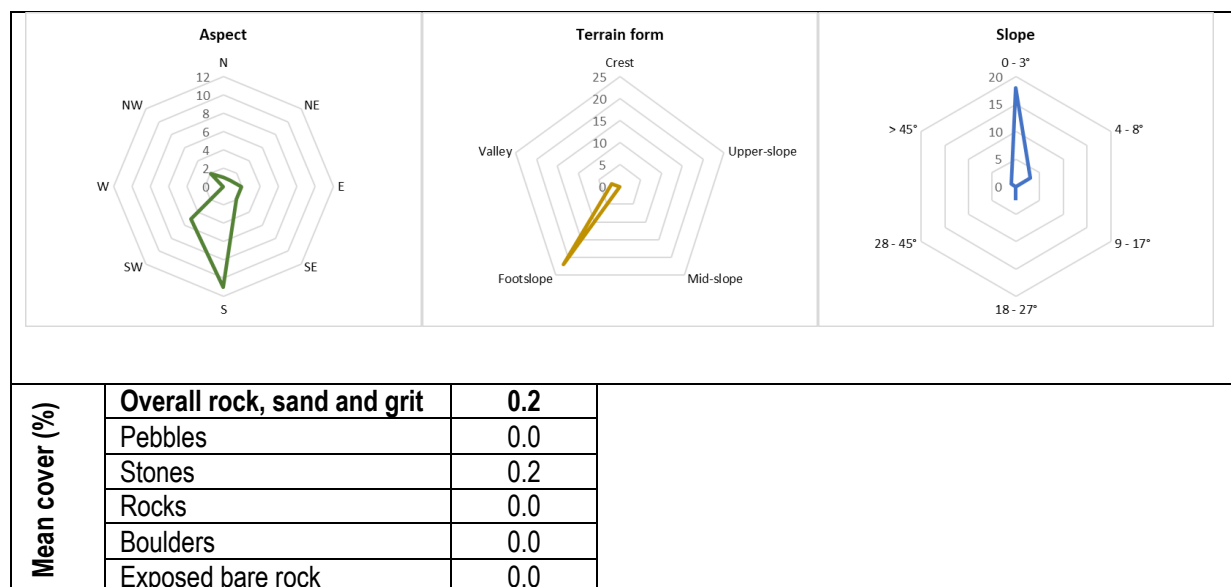 Aspect
N
12
10
8
6
4
2
0
NE
E
SE
S
SW
W
NW
Terrain form
Crest
25
20
15
10
5
0
Upper-slope
Mid-slope
Footslope
Valley
Slope
0 - 3°
20
15
10
5
0
4 - 8°
9 - 17°
18 - 27°
28 - 45°
> 45°
Mean cover (%)
Overall rock, sand and grit 0.2
Pebbles 0.0
Stones 0.2
Rocks 0.0
Boulders 0.0
Exposed bare rock 0.0